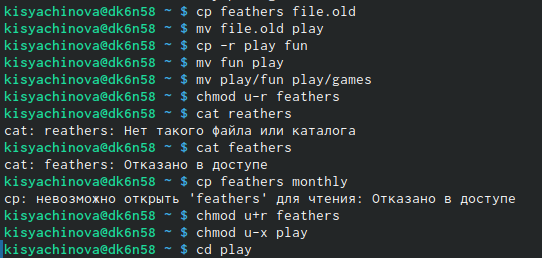 kisyachinova@dk6n58 ~ $ cp feathers file.old
kisyachinova@dk6n58 ~ $ mv file.old play
kisyachinova@dk6n58 ~ $ cp -r play fun
kisyachinova@dk6n58 ~ $ mv fun play
kisyachinova@dk6n58 ~ $ mv play/fun play/games
kisyachinova@dk6n58 ~ $ chmod u-r feathers
kisyachinova@dk6n58 ~ $ cat reathers
cat: reathers: Нет такого файла или каталога
kisyachinova@dk6n58 ~ $ cat feathers
cat: feathers: Отказано в доступе
kisyachinova@dk6n58 ~ $ cp feathers monthly
cp: невозможно открыть 'feathers' для чтения: Отказано в доступе
kisyachinova@dk6n58 ~ $ chmod u+r feathers
kisyachinova@dk6n58 ~ $ chmod u-x play
kisyachinova@dk6n58 ~ $ cd play